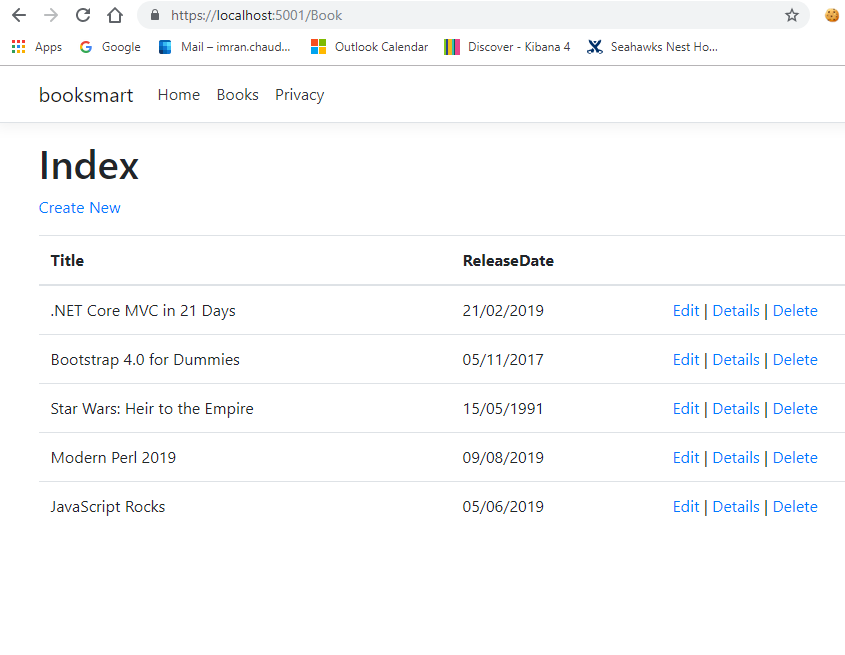 https://localhost:5001/Book
Apps Google Mail – imran.chaud... Outlook Calendar Discover - Kibana 4 Seahawks Nest Ho...
booksmart Home Books Privacy
Index
Create New
Title ReleaseDate
.NET Core MVC in 21 Days 21/02/2019 Edit | Details | Delete
Bootstrap 4.0 for Dummies 05/11/2017 Edit | Details | Delete
Star Wars: Heir to the Empire 15/05/1991 Edit | Details | Delete
Modern Perl 2019 09/08/2019 Edit | Details | Delete
JavaScript Rocks 05/06/2019 Edit | Details | Delete